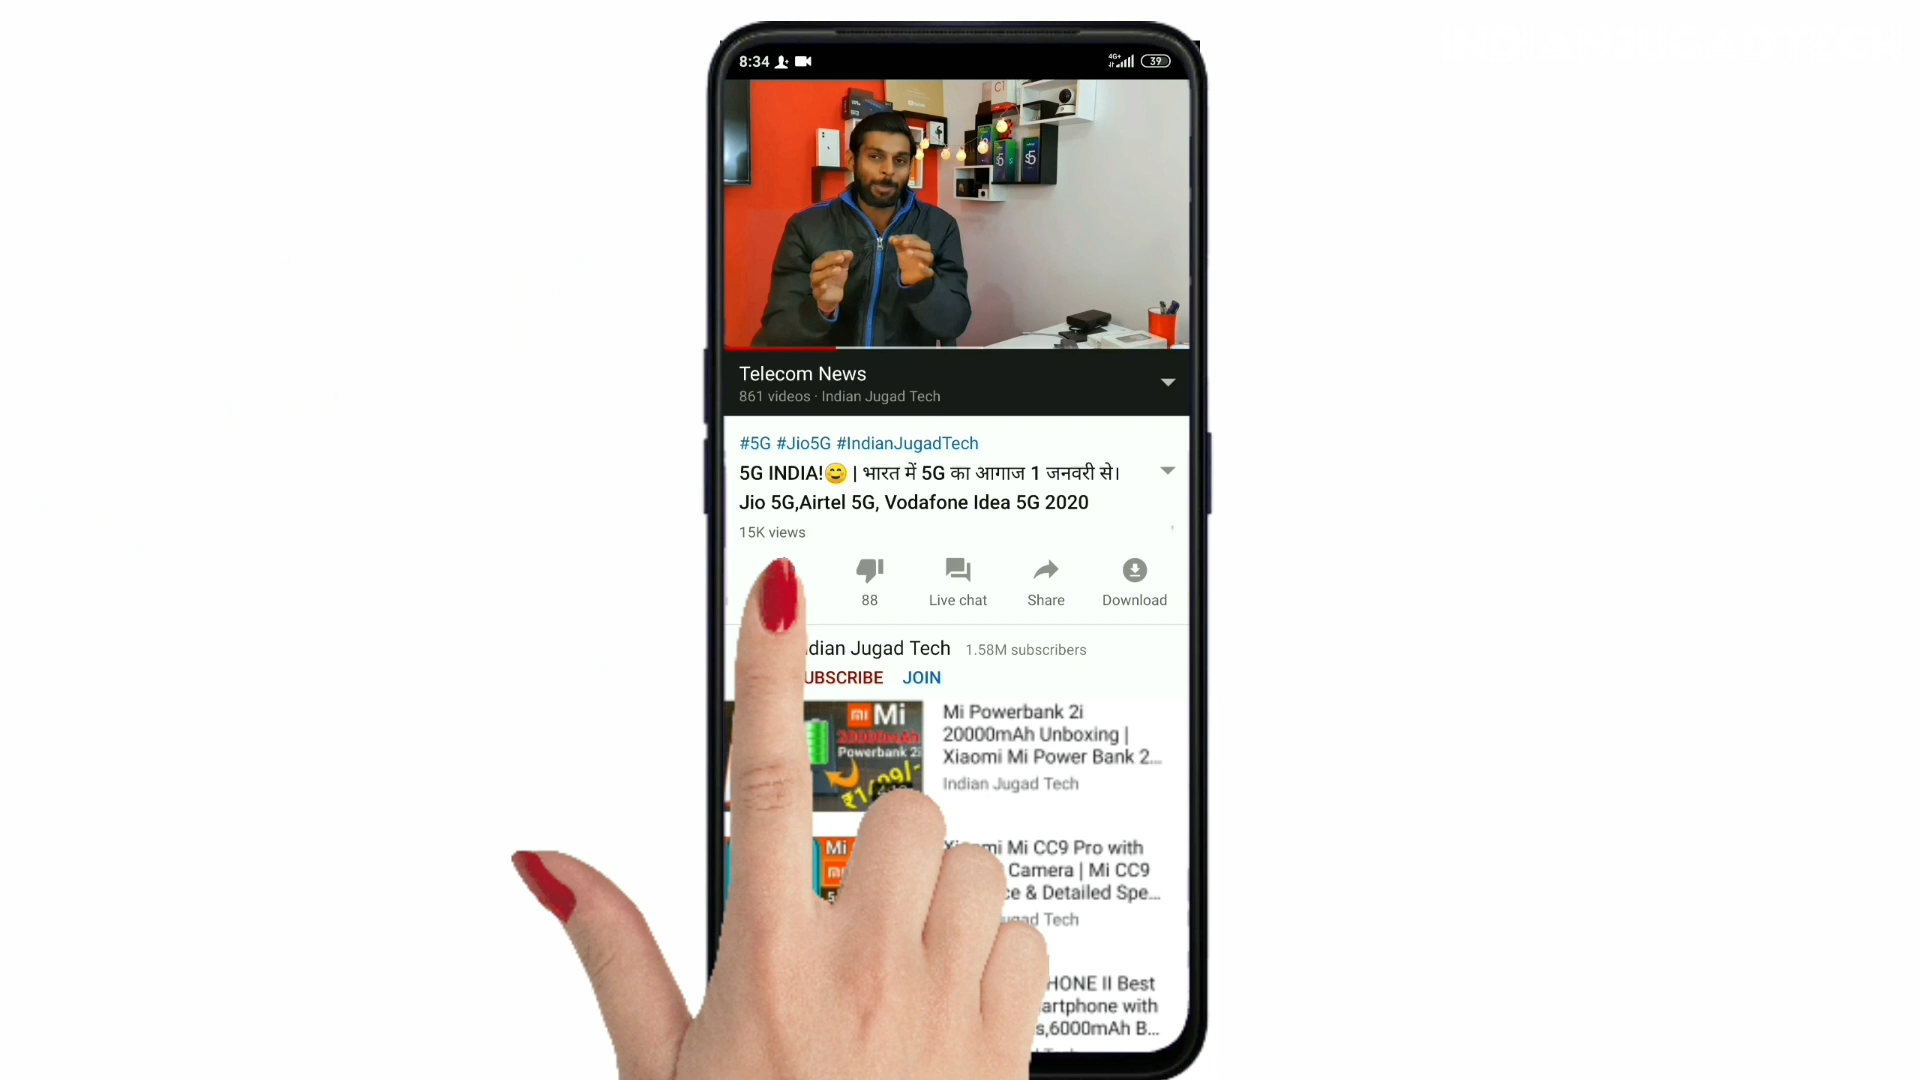 8:34
4G+
39
Telecom News
861 videos · Indian Jugad Tech
#5G #Jio5G #IndianJugadTech
5G INDIA!😊 | भारत में 5G का आगाज 1 जनवरी से।
Jio 5G,Airtel 5G, Vodafone Idea 5G 2020
15K views
88
Live chat
Share
Download
dian Jugad Tech 1.58M subscribers
UBSCRIBE JOIN
Mi
20000mAh
Powerbank 2i
Mi Powerbank 2i
20000mAh Unboxing |
Xiaomi Mi Power Bank 2...
Indian Jugad Tech
Mi
mi Mi CC9 Pro with
Camera | Mi CC9
ce & Detailed Spe...
ugad Tech
HONE II Best
artphone with
s,6000mAh B...